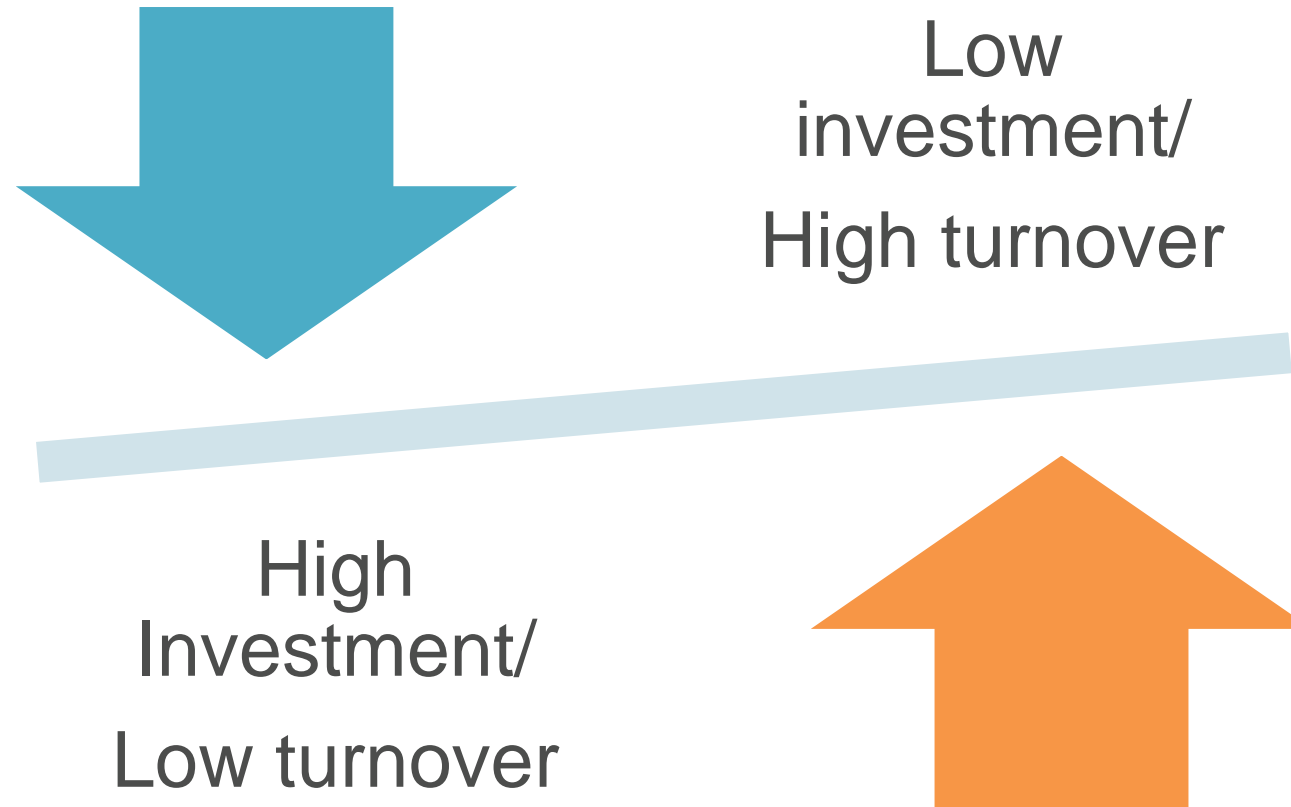 Low
investment/
High turnover
High
Investment/
Low turnover